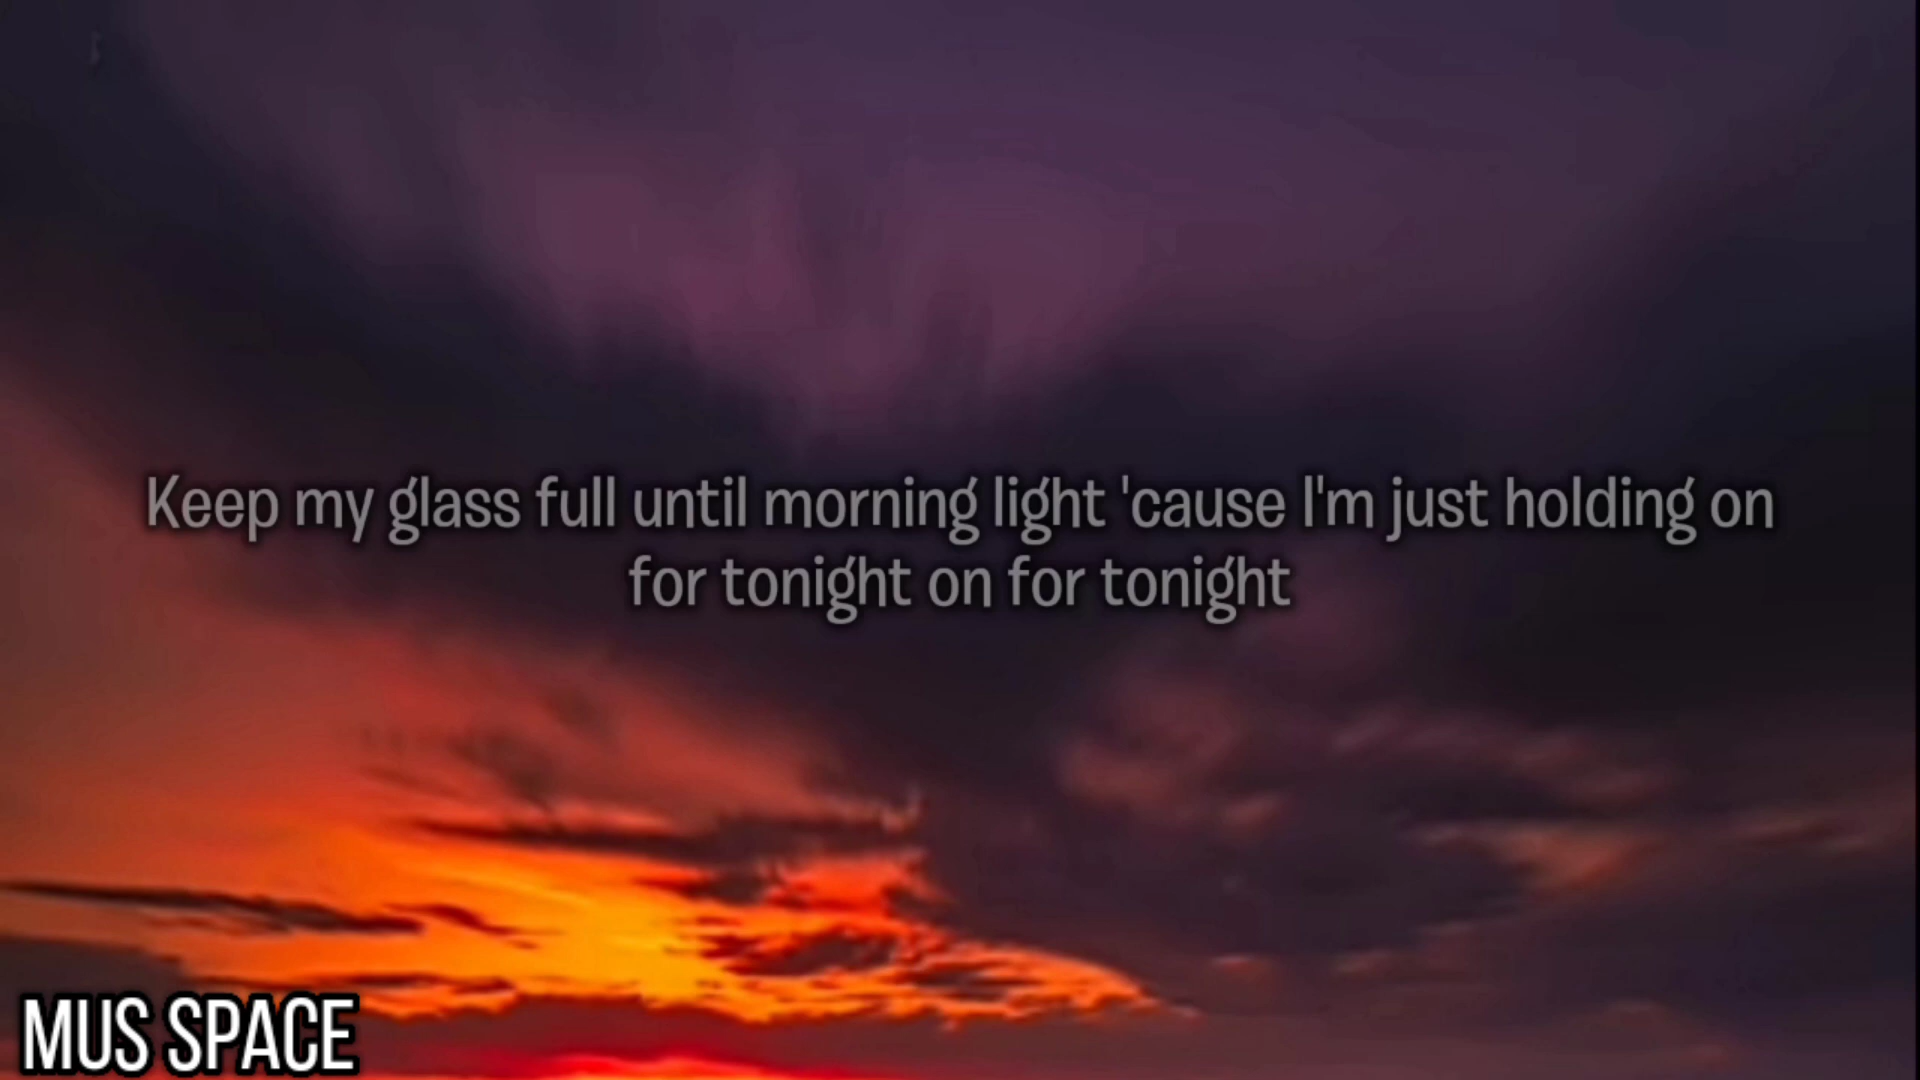 Keep my glass full until morning light 'cause I'm just holding on
for tonight on for tonight
MUS SPACE